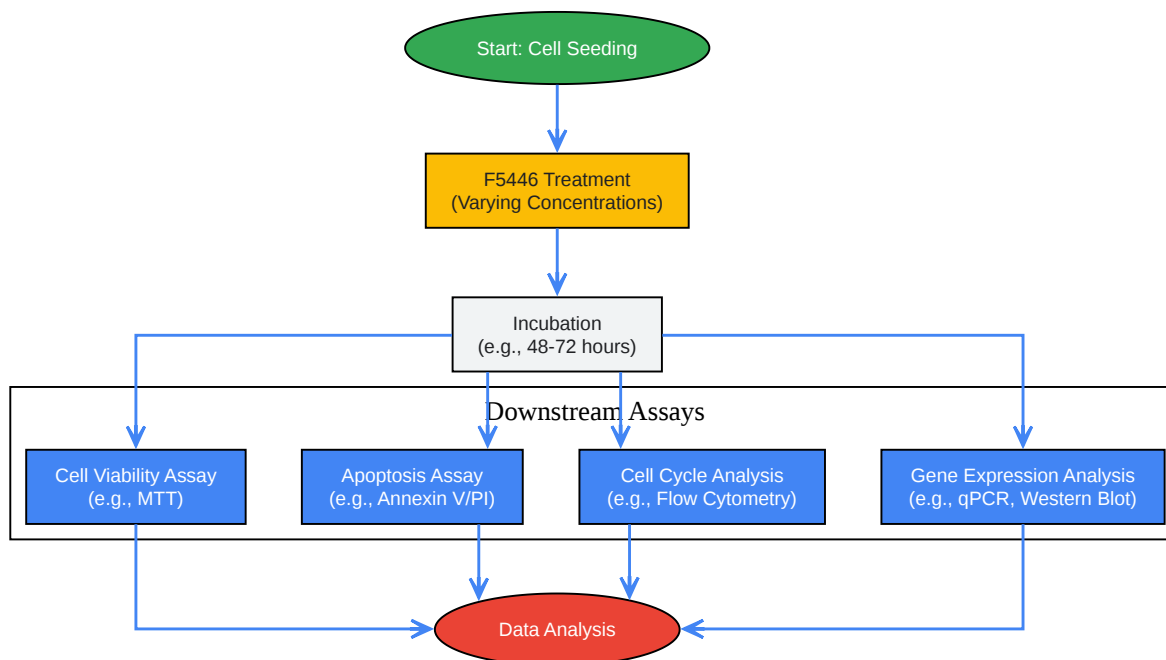 Start: Cell Seeding
F5446 Treatment
(Varying Concentrations)
Incubation
(e.g., 48-72 hours)
Downstream Assays
Cell Viability Assay
(e.g., MTT)
Apoptosis Assay
(e.g., Annexin V/PI)
Cell Cycle Analysis
(e.g., Flow Cytometry)
Gene Expression Analysis
(e.g., qPCR, Western Blot)
Data Analysis